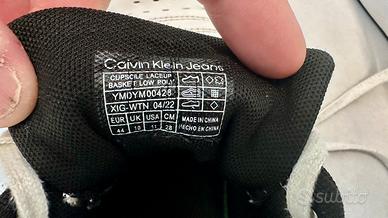 Calvin Klein Jeans
CUPSOLE LACEUP
BASKET LOW POLY
YM0YM00428
XIG-WTN 04/22
EUR UK USA CM
44 10 11 28
MADE IN CHINA
HECHO EN CHINA
subito